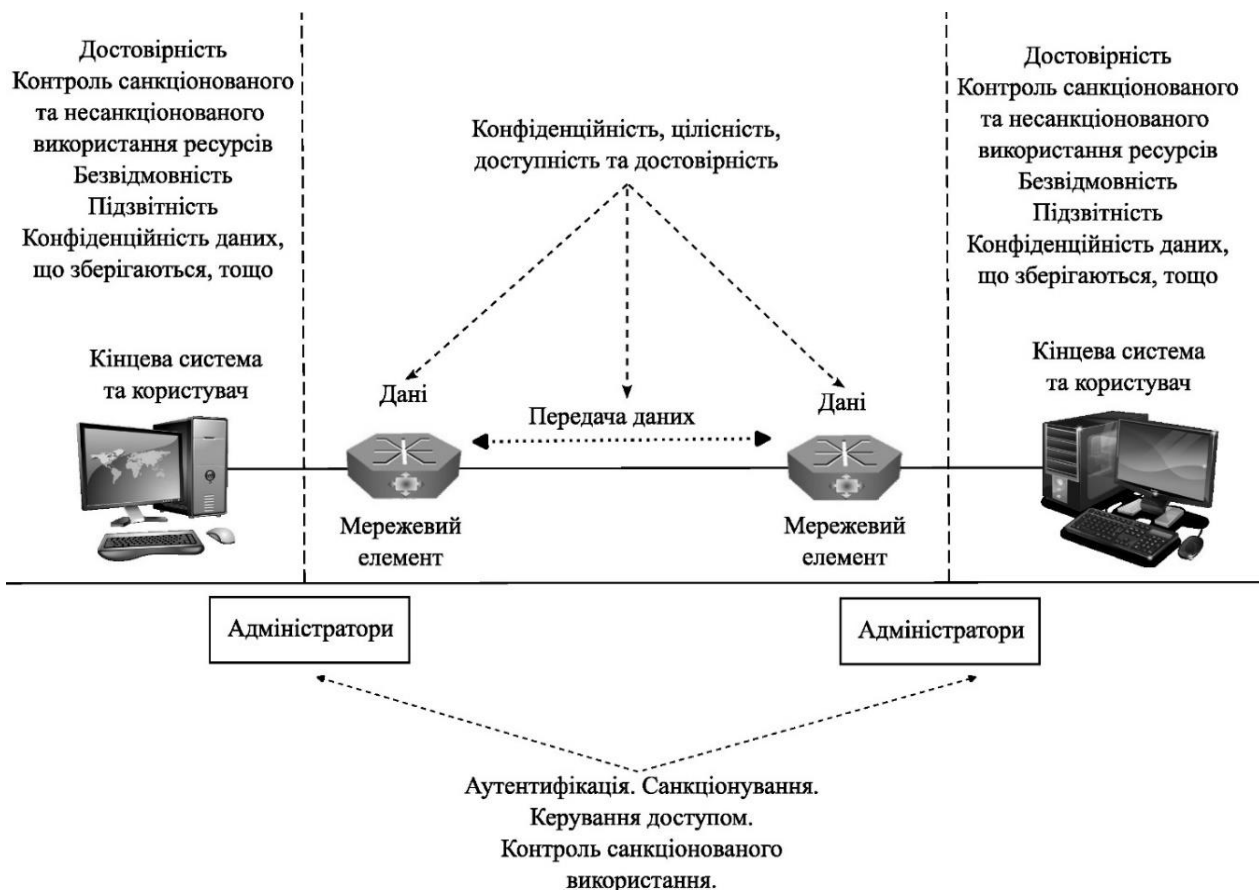 Достовірність
Контроль санкціонованого
та несанкціонованого
використання ресурсів
Безвідмовність
Підзвітність
Конфіденційність даних,
що зберігаються, тощо
Конфіденційність, цілісність,
доступність та достовірність
Достовірність
Контроль санкціонованого
та несанкціонованого
використання ресурсів
Безвідмовність
Підзвітність
Конфіденційність даних,
що зберігаються, тощо
Кінцева система
та користувач
Дані
Передача даних
Дані
Кінцева система
та користувач
Мережевий
елемент
Мережевий
елемент
Адміністратори
Адміністратори
Аутентифікація. Санкціонування.
Керування доступом.
Контроль санкціонованого
використання.